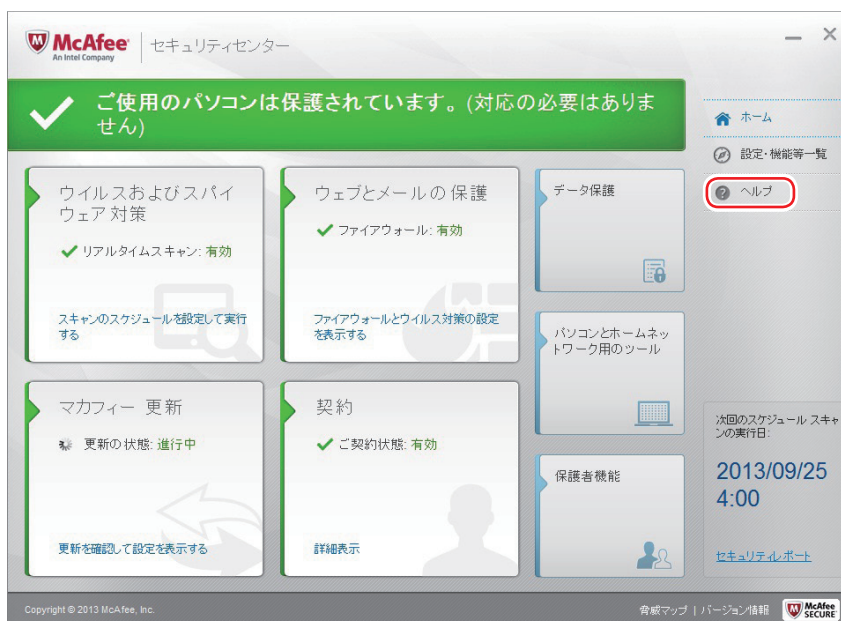 McAfee
An Intel Company
セキュリティセンター
ご使用のパソコンは保護されています。(対応の必要はありま
せん)
ホーム
設定・機能等一覧
ヘルプ
ウイルスおよびスパイ
ウェア 対策
リアルタイムスキャン: 有効
スキャンのスケジュールを設定して実行
する
ウェブとメールの 保護
ファイアウォール: 有効
ファイアウォールとウイルス対策の設定
を表示する
データ保護
パソコンとホームネッ
トワーク用のツール
マカフィー 更新
更新の状態: 進行中
更新を確認して設定を表示する
契約
ご契約状態: 有効
詳細表示
保護者機能
次回のスケジュール スキャ
ンの実行日:
2013/09/25
4:00
セキュリティレポート
Copyright © 2013 McAfee, Inc.
脅威マップ | バージョン情報
McAfee
SECURE